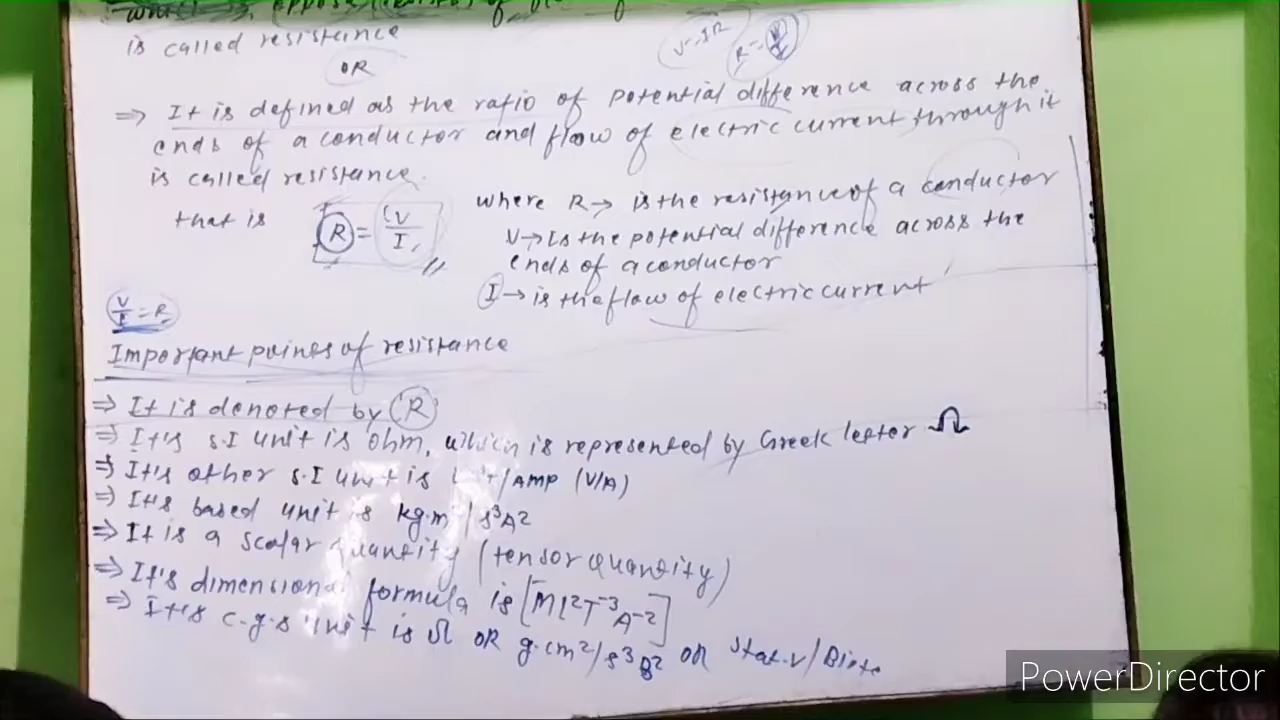 is called resistance
OR
V=IR
R=V/I
⇒ It is defined as the ratio of potential difference across the
ends of a conductor and flow of electric current through it
is called resistance.
that is R = V/I
where R→ is the resistance of a conductor
V→ Is the potential difference across the
ends of a conductor
I → is the flow of electric current
V/I = R
Important points of resistance
⇒ It is denoted by R
⇒ It's s.I unit is ohm, which is represented by Greek letter Ω
⇒ It's other s.I unit is /Amp (V/A)
⇒ It's based unit is kg.m²/s³A²
⇒ It is a scalar quantity (tensor quantity)
⇒ It's dimensional formula is [ML²T⁻³A⁻²]
⇒ It's c.g.s unit is Ω OR g.cm²/s³B² OR stat.v/Biot
PowerDirector